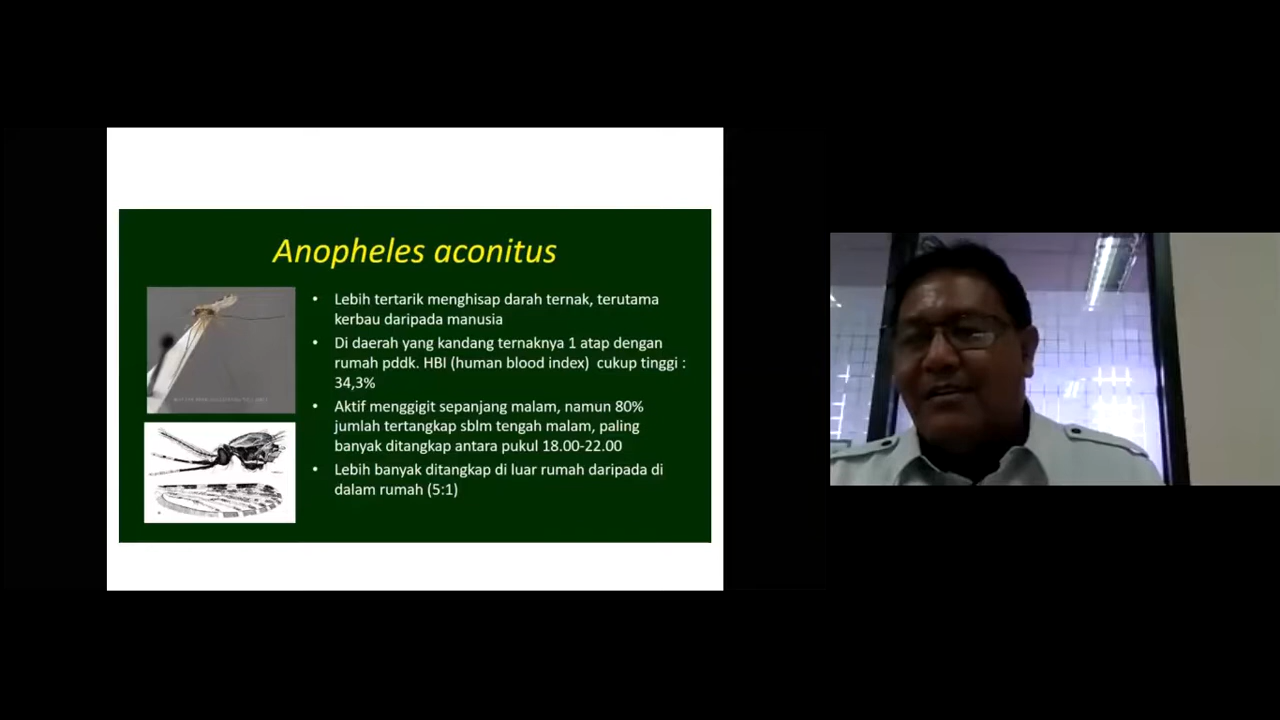 Anopheles aconitus
• Lebih tertarik menghisap darah ternak, terutama
kerbau daripada manusia
• Di daerah yang kandang ternaknya 1 atap dengan
rumah pddk. HBI (human blood index) cukup tinggi :
34,3%
• Aktif menggigit sepanjang malam, namun 80%
jumlah tertangkap sblm tengah malam, paling
banyak ditangkap antara pukul 18.00-22.00
• Lebih banyak ditangkap di luar rumah daripada di
dalam rumah (5:1)